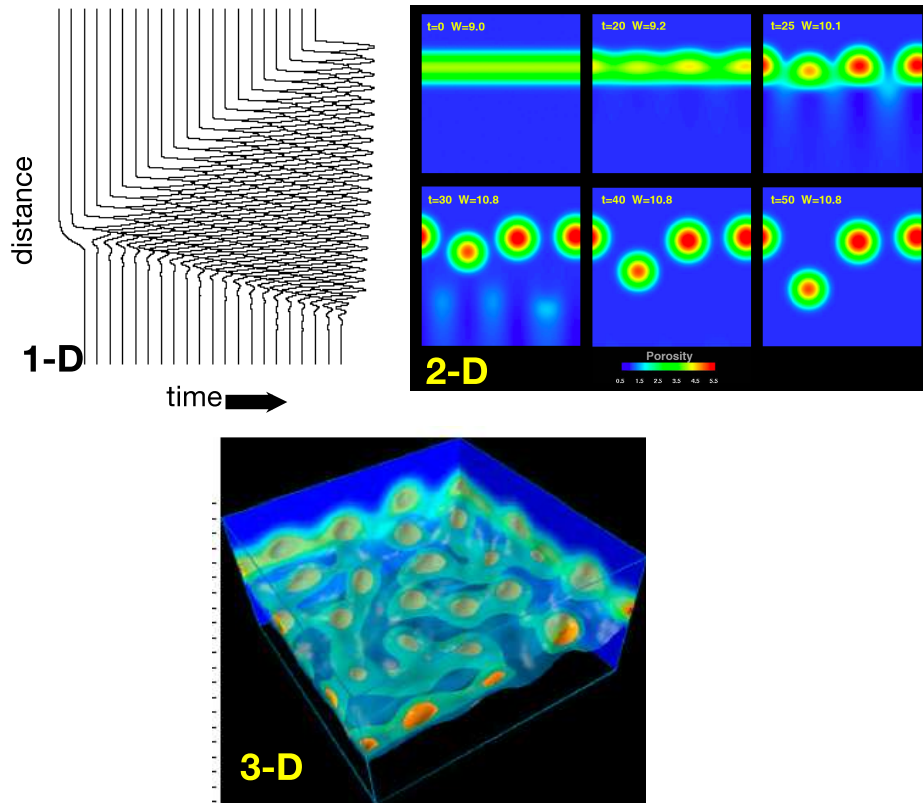 distance
1-D
time
t=0 W=9.0
t=20 W=9.2
t=25 W=10.1
t=30 W=10.8
t=40 W=10.8
t=50 W=10.8
2-D
Porosity
0.5 1.5 2.5 3.5 4.5 5.5
3-D